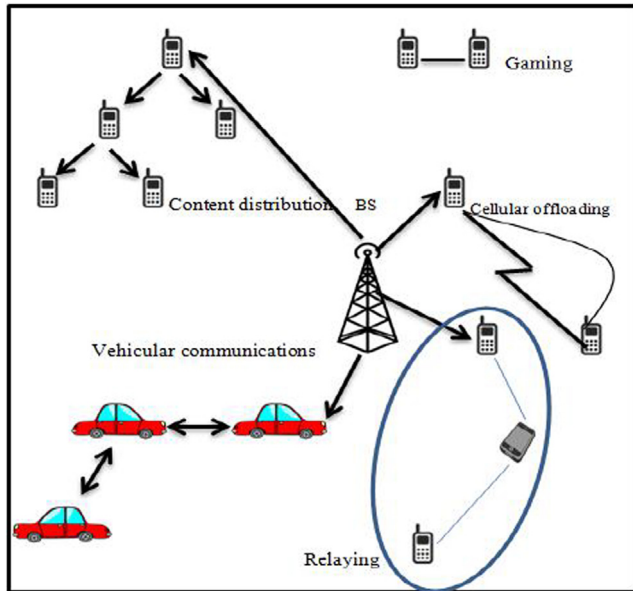 Gaming
Content distribution
BS
Cellular offloading
Vehicular communications
Relaying